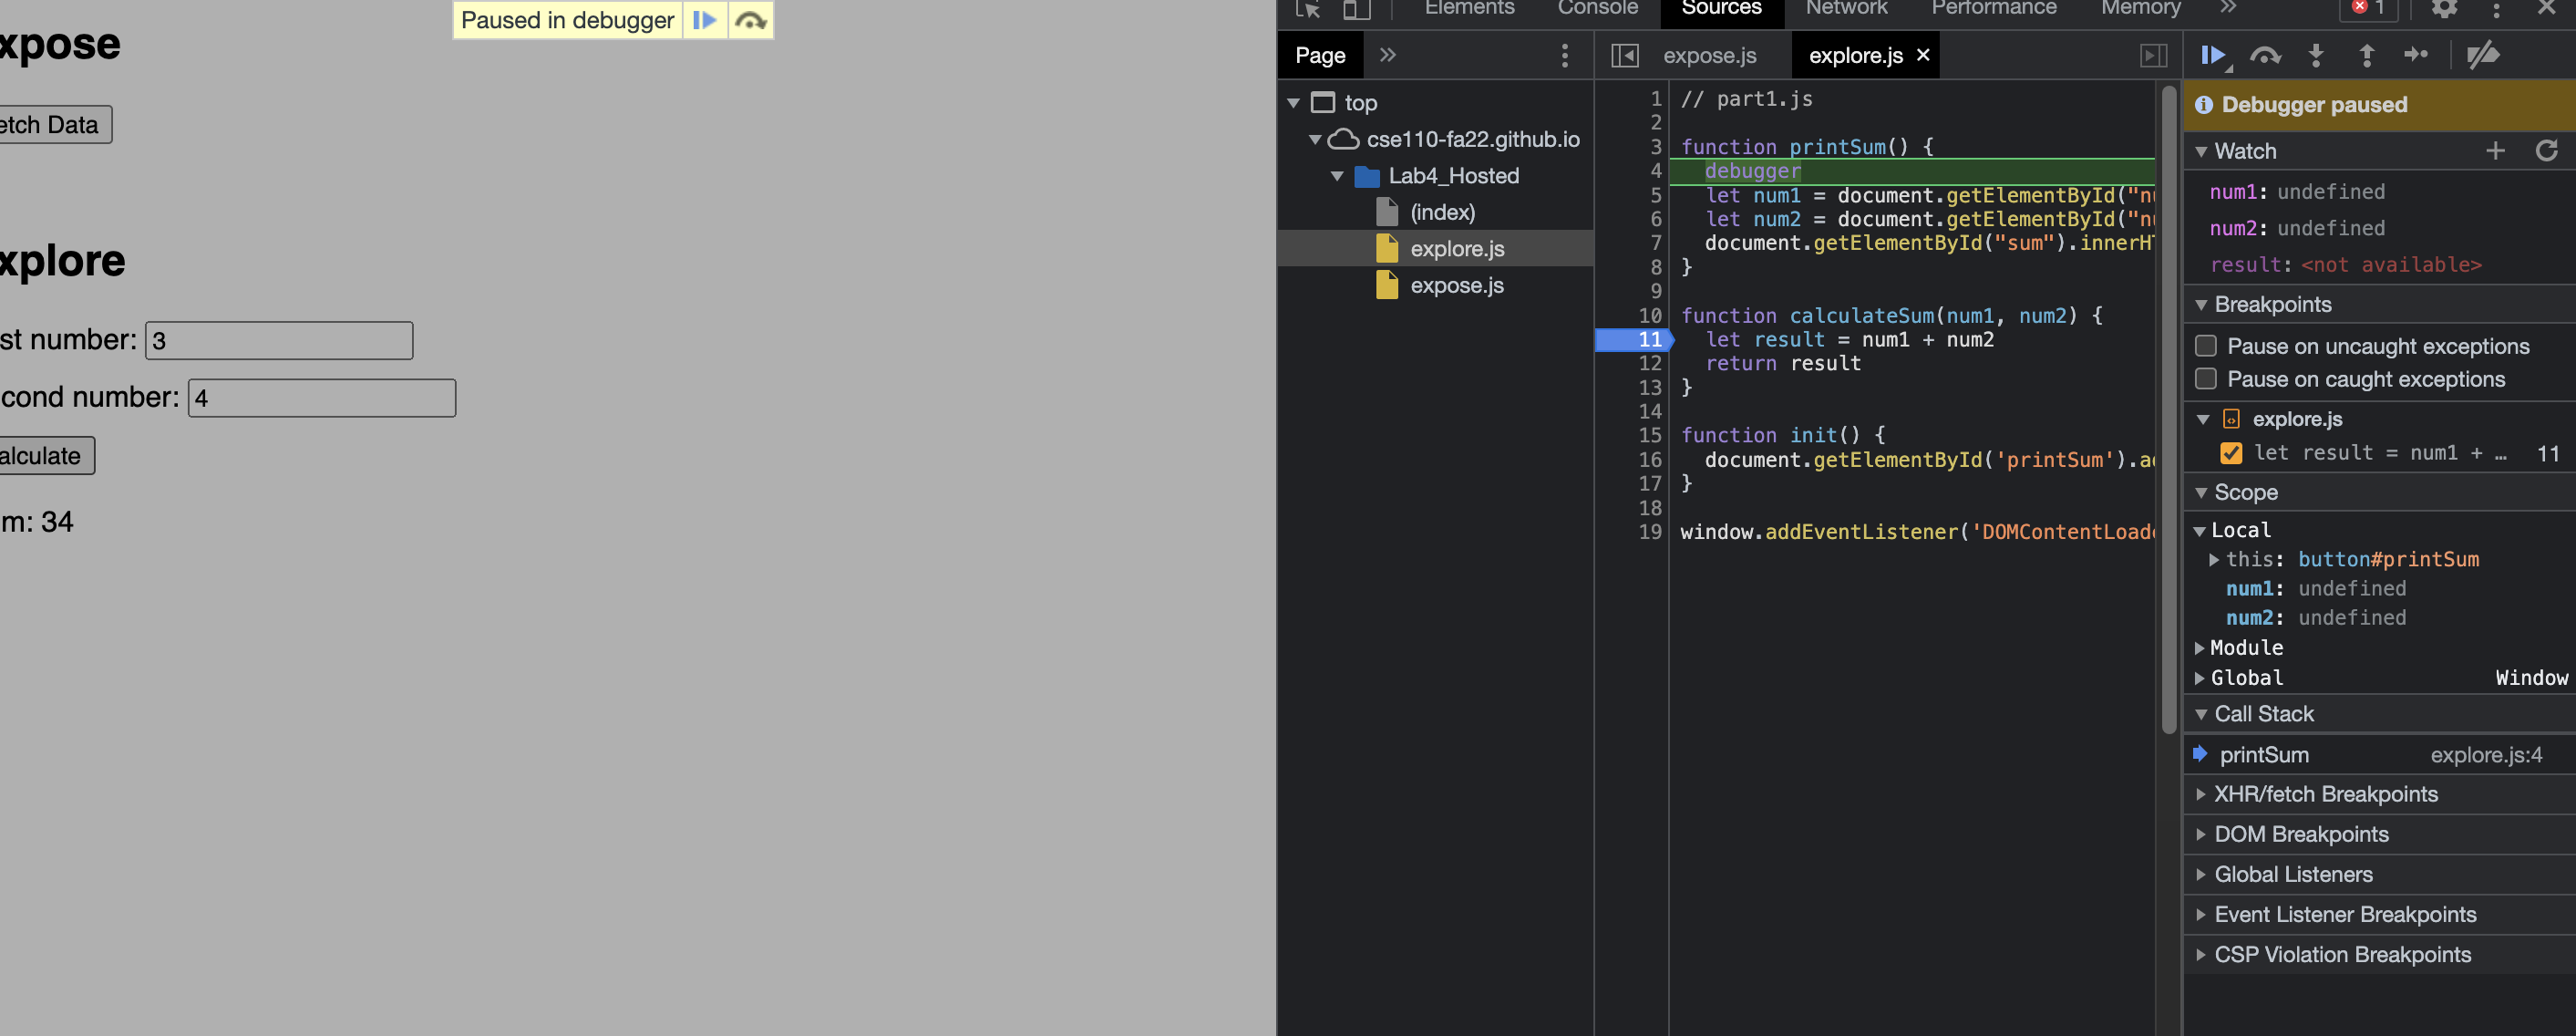 Paused in debugger
xpose
etch Data
xplore
st number: 3
cond number: 4
alculate
m: 34
Elements Console Sources Network Performance Memory » 1
Page » expose.js explore.js ×
top
cse110-fa22.github.io
Lab4_Hosted
(index)
explore.js
expose.js
1 // part1.js
2
3 function printSum() {
4 debugger
5 let num1 = document.getElementById("nu
6 let num2 = document.getElementById("nu
7 document.getElementById("sum").innerHT
8 }
9
10 function calculateSum(num1, num2) {
11 let result = num1 + num2
12 return result
13 }
14
15 function init() {
16 document.getElementById('printSum').ad
17 }
18
19 window.addEventListener('DOMContentLoade
Debugger paused
Watch
num1: undefined
num2: undefined
result: <not available>
Breakpoints
Pause on uncaught exceptions
Pause on caught exceptions
explore.js
let result = num1 + … 11
Scope
Local
this: button#printSum
num1: undefined
num2: undefined
Module
Global Window
Call Stack
printSum explore.js:4
XHR/fetch Breakpoints
DOM Breakpoints
Global Listeners
Event Listener Breakpoints
CSP Violation Breakpoints